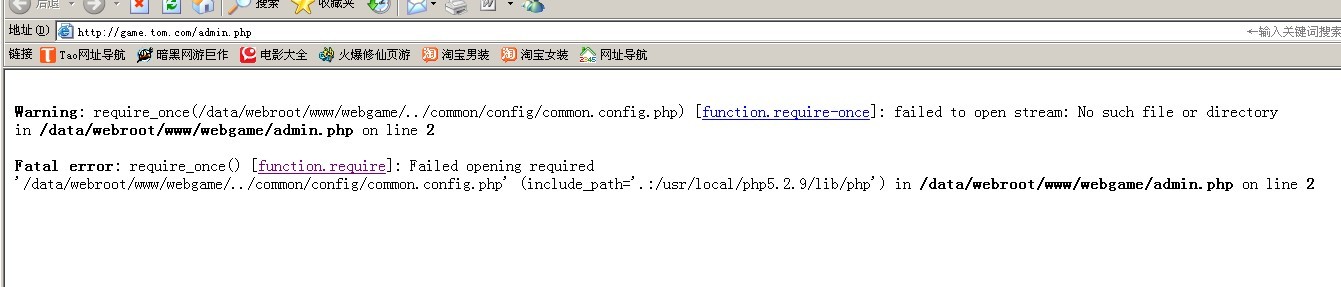 后退 搜索 收藏夹
地址(D) http://game.tom.com/admin.php ←输入关键词搜索
链接 Tao网址导航 暗黑网游巨作 电影大全 火爆修仙页游 淘宝男装 淘宝女装 网址导航
Warning: require_once(/data/webroot/www/webgame/../common/config/common.config.php) [function.require-once]: failed to open stream: No such file or directory
in /data/webroot/www/webgame/admin.php on line 2
Fatal error: require_once() [function.require]: Failed opening required
'/data/webroot/www/webgame/../common/config/common.config.php' (include_path='.:/usr/local/php5.2.9/lib/php') in /data/webroot/www/webgame/admin.php on line 2